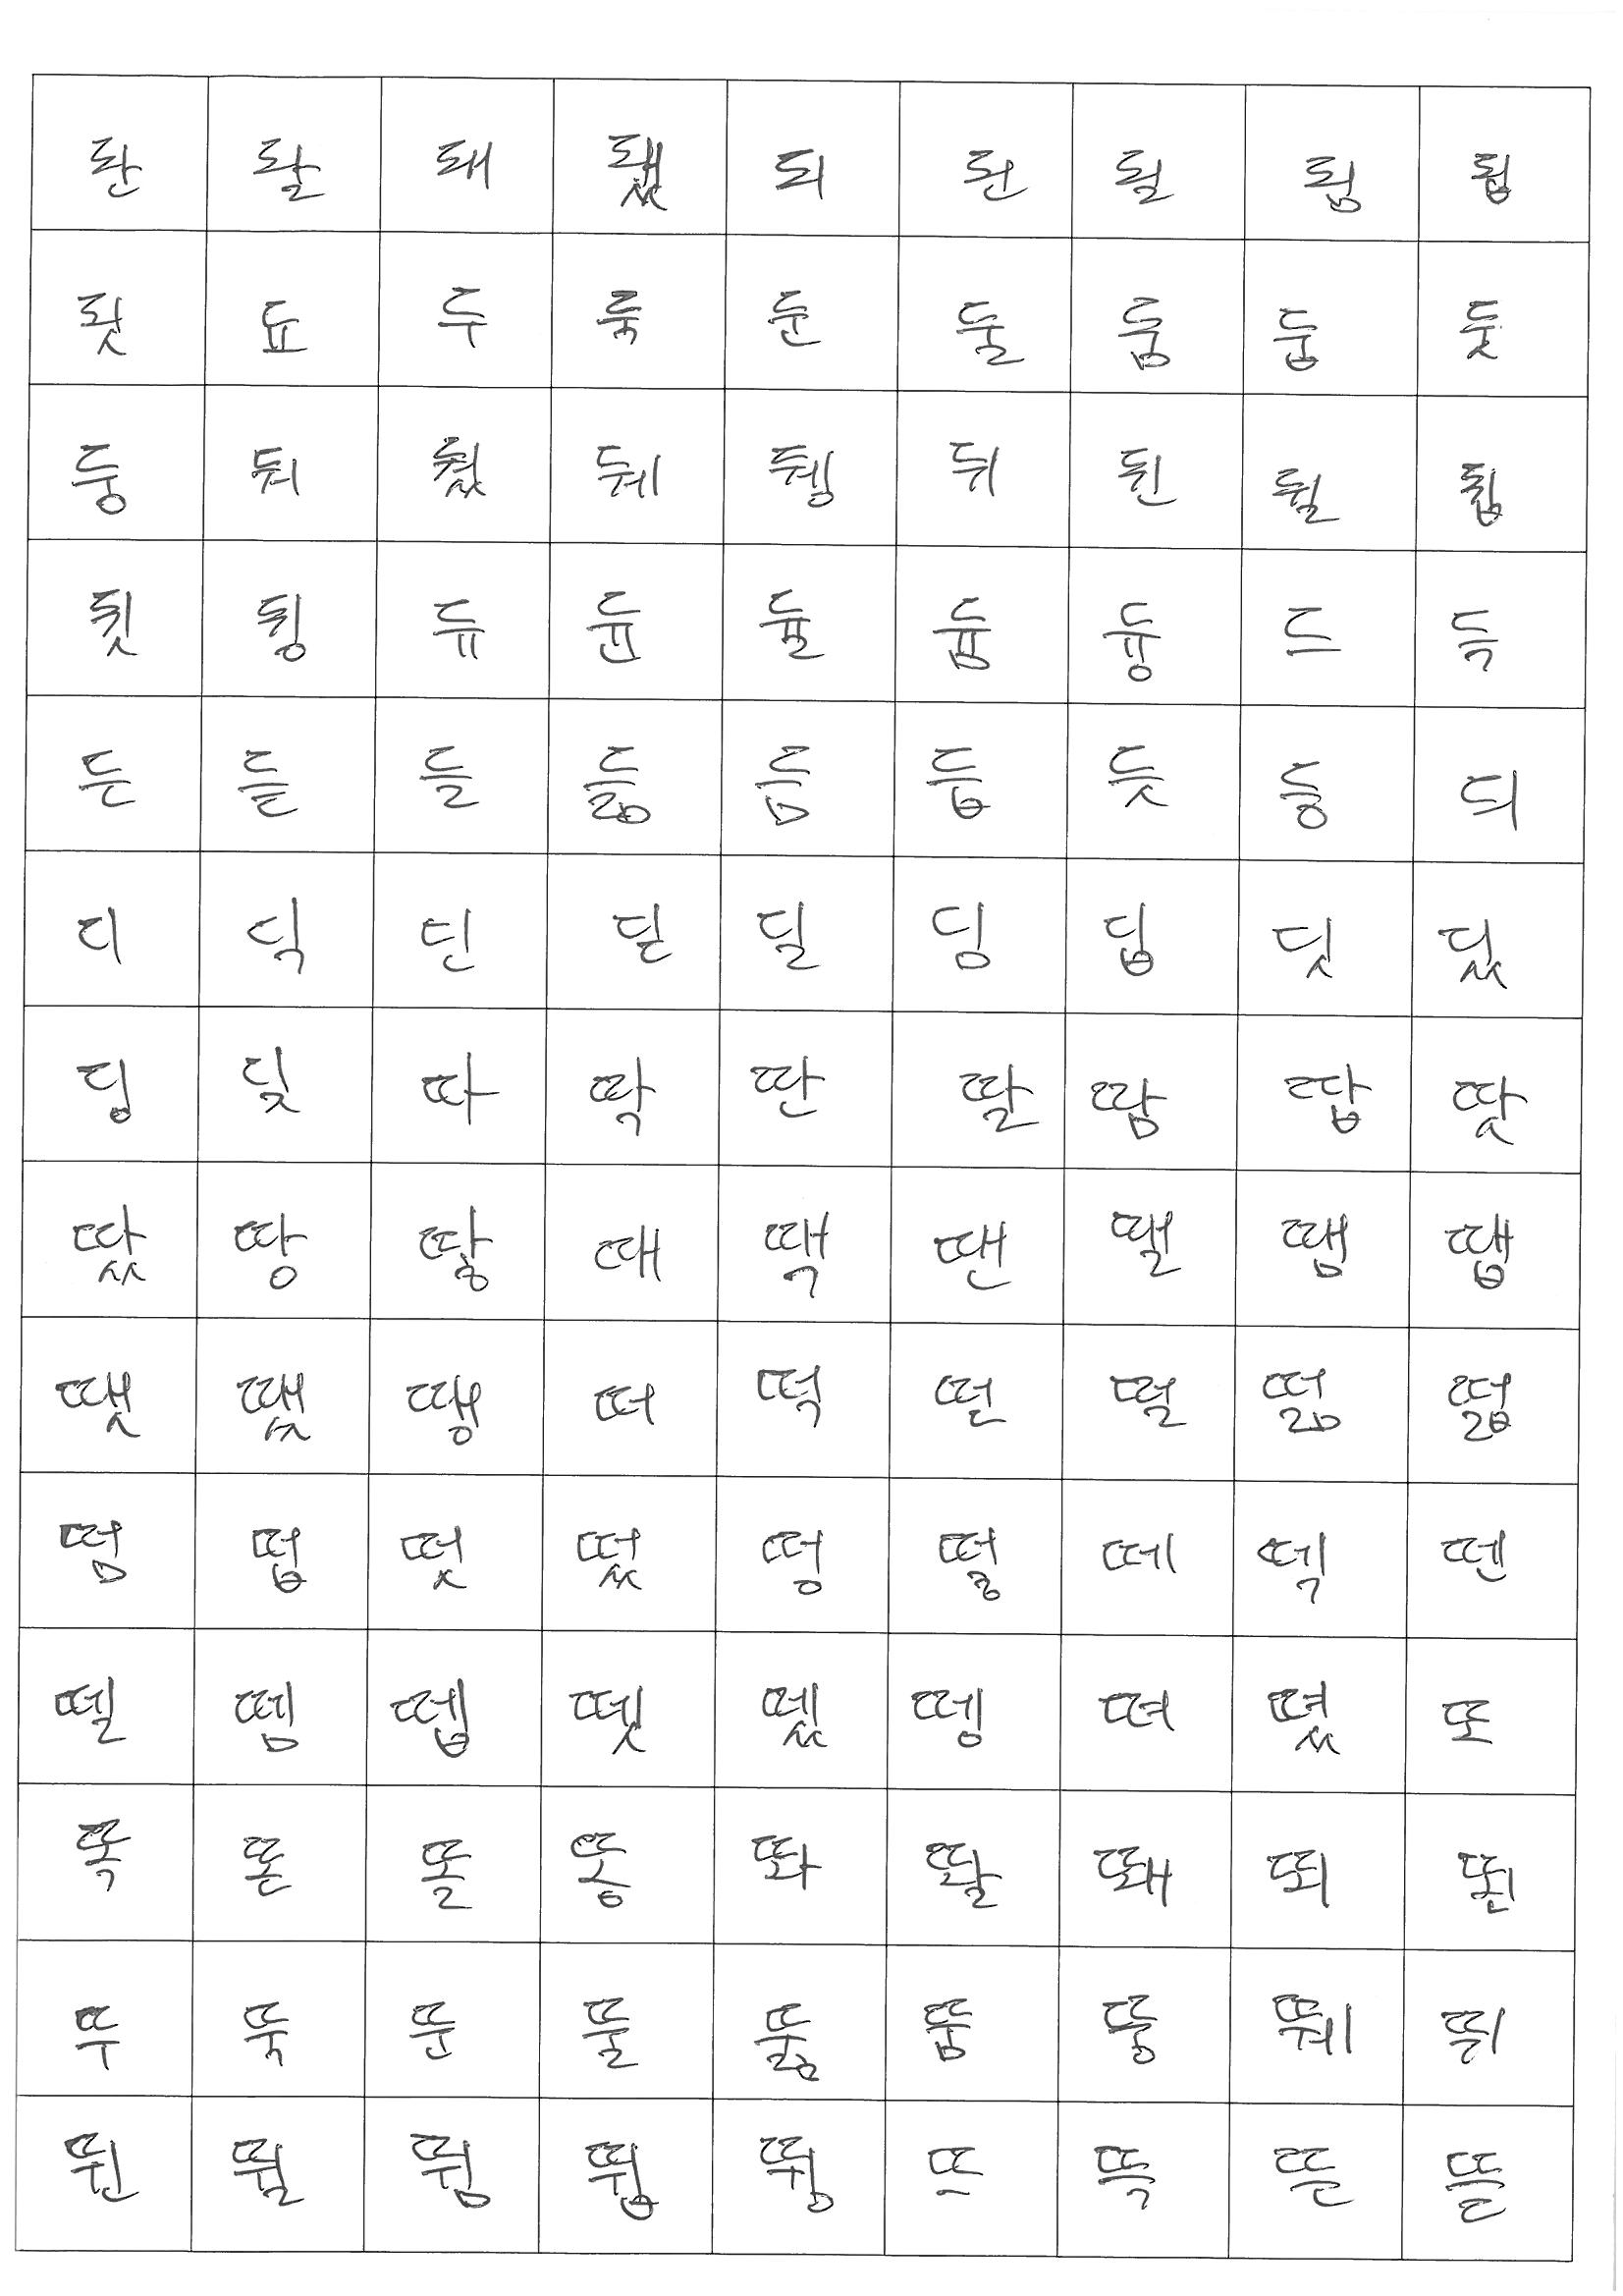 돤 돨 돼 됐 되 된 될 됨 됩
됫 됴 두 둑 둔 둘 둠 둡 둣
둥 둬 뒀 뒈 뒝 뒤 뒨 뒬 뒵
뒷 뒹 듀 듄 듈 듐 듕 드 득
든 듣 들 듦 듬 듭 듯 등 듸
디 딕 딘 딛 딜 딤 딥 딧 딨
딩 딪 따 딱 딴 딸 땀 땁 땃
땄 땅 땋 때 땍 땐 땔 땜 땝
땟 땠 땡 떠 떡 떤 떨 떪 떫
떰 떱 떳 떴 떵 떻 떼 떽 뗀
뗄 뗌 뗍 뗏 뗐 뗑 뗘 뗬 또
똑 똔 똘 똥 똬 똴 뙈 뙤 뙨
뚜 뚝 뚠 뚤 뚫 뚬 뚱 뛔 뛰
뛴 뛸 뜀 뜁 뜅 뜨 뜩 뜬 뜯